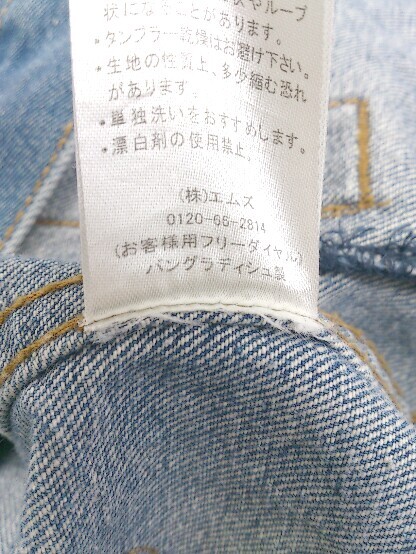 状になることがあります。
・タンブラー乾燥はお避け下さい。
・生地の性質上、多少縮む恐れ
があります。
・単独洗いをおすすめします。
・漂白剤の使用禁止。
(株)エムズ
0120-66-2814
(お客様用フリーダイヤル)
バングラディシュ製